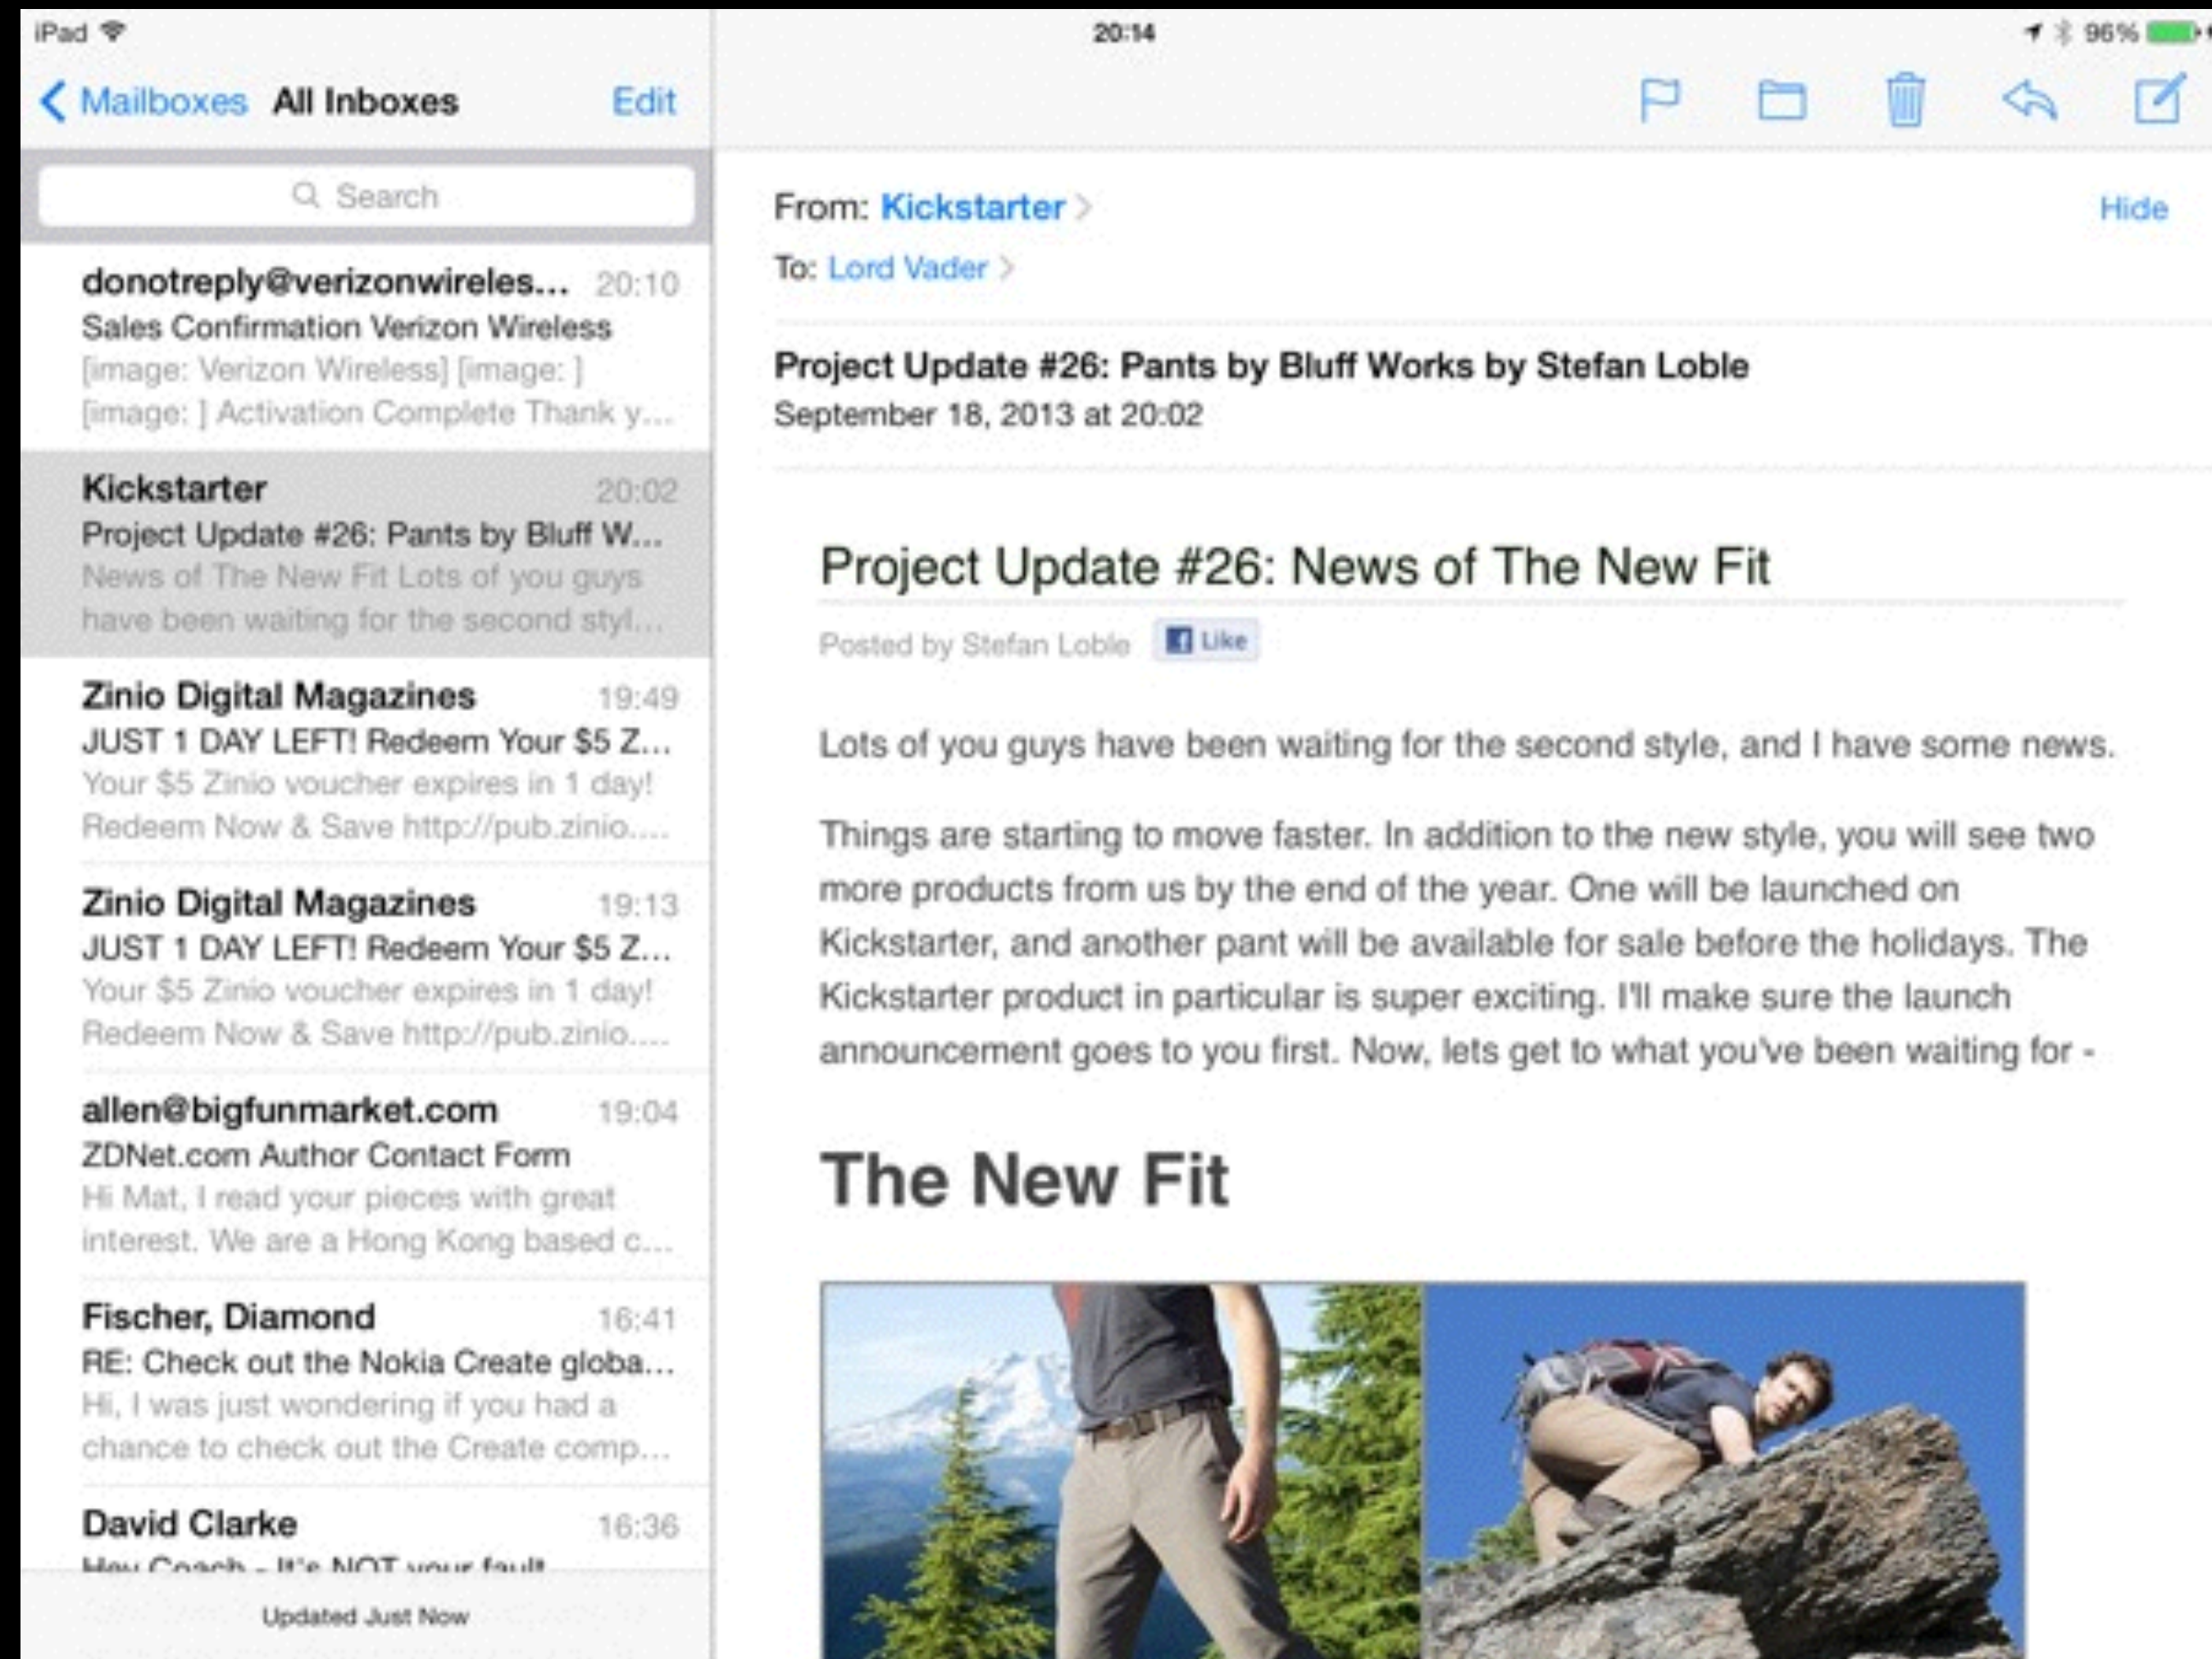 iPad
20:14
96%
Mailboxes All Inboxes Edit
Search
donotreply@verizonwireles... 20:10
Sales Confirmation Verizon Wireless
[image: Verizon Wireless] [image: ]
[image: ] Activation Complete Thank y...
Kickstarter 20:02
Project Update #26: Pants by Bluff W...
News of The New Fit Lots of you guys
have been waiting for the second styl...
Zinio Digital Magazines 19:49
JUST 1 DAY LEFT! Redeem Your $5 Z...
Your $5 Zinio voucher expires in 1 day!
Redeem Now & Save http://pub.zinio....
Zinio Digital Magazines 19:13
JUST 1 DAY LEFT! Redeem Your $5 Z...
Your $5 Zinio voucher expires in 1 day!
Redeem Now & Save http://pub.zinio....
allen@bigfunmarket.com 19:04
ZDNet.com Author Contact Form
Hi Mat, I read your pieces with great
interest. We are a Hong Kong based c...
Fischer, Diamond 16:41
RE: Check out the Nokia Create globa...
Hi, I was just wondering if you had a
chance to check out the Create comp...
David Clarke 16:36
Hey Coach - It's NOT your fault
Updated Just Now
From: Kickstarter
Hide
To: Lord Vader
Project Update #26: Pants by Bluff Works by Stefan Loble
September 18, 2013 at 20:02
Project Update #26: News of The New Fit
Posted by Stefan Loble Like
Lots of you guys have been waiting for the second style, and I have some news.
Things are starting to move faster. In addition to the new style, you will see two
more products from us by the end of the year. One will be launched on
Kickstarter, and another pant will be available for sale before the holidays. The
Kickstarter product in particular is super exciting. I'll make sure the launch
announcement goes to you first. Now, lets get to what you've been waiting for -
The New Fit